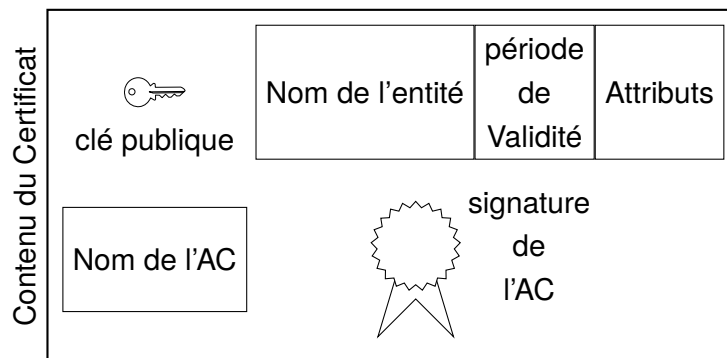 Contenu du Certificat
clé publique
Nom de l'entité
période
de
Validité
Attributs
Nom de l'AC
signature
de
l'AC